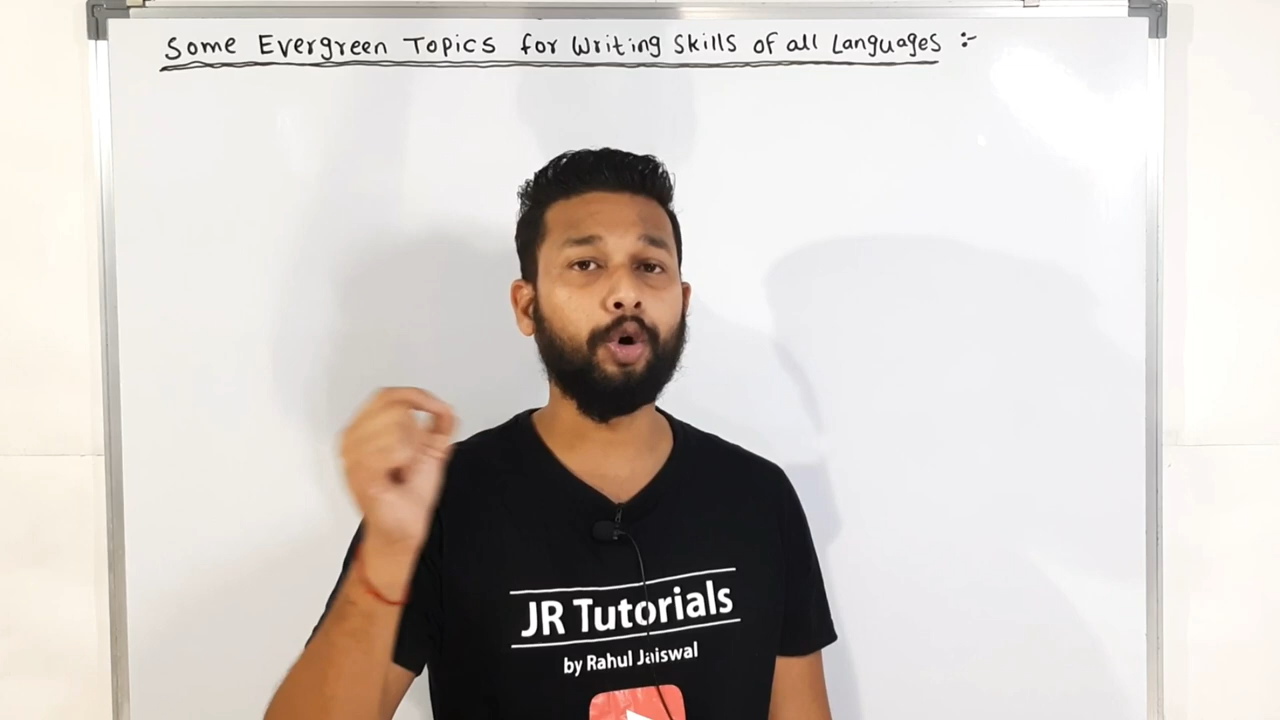 Some Evergreen Topics for Writing Skills of all Languages :-
JR Tutorials
by Rahul Jaiswal